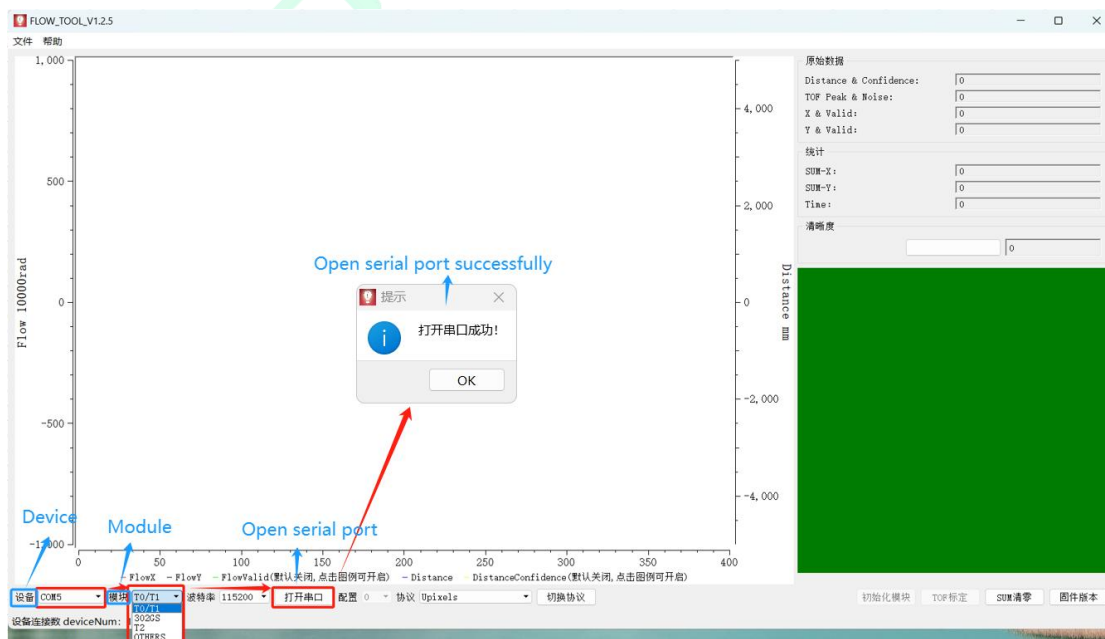 FLOW_TOOL_V1.2.5
文件 帮助
1,000
500
0
-500
-1,000
Flow 10000rad
4,000
2,000
0
-2,000
-4,000
Distance mm
0 50 100 150 200 250 300 350 400
FlowX FlowY FlowValid(默认关闭,点击图例可开启) Distance DistanceConfidence(默认关闭,点击图例可开启)
原始数据
Distance & Confidence: 0
TOF Peak & Noise: 0
X & Valid: 0
Y & Valid: 0
统计
SUM-X: 0
SUM-Y: 0
Time: 0
清晰度
0
Open serial port successfully
提示
打开串口成功!
OK
Device
Module
Open serial port
设备 COM5 模块 T0/T1 波特率 115200 打开串口 配置 0 协议 Upixels 切换协议 初始化模块 TOF标定 SUM清零 固件版本
T0/T1
302GS
T2
OTHERS
设备连接数 deviceNum: